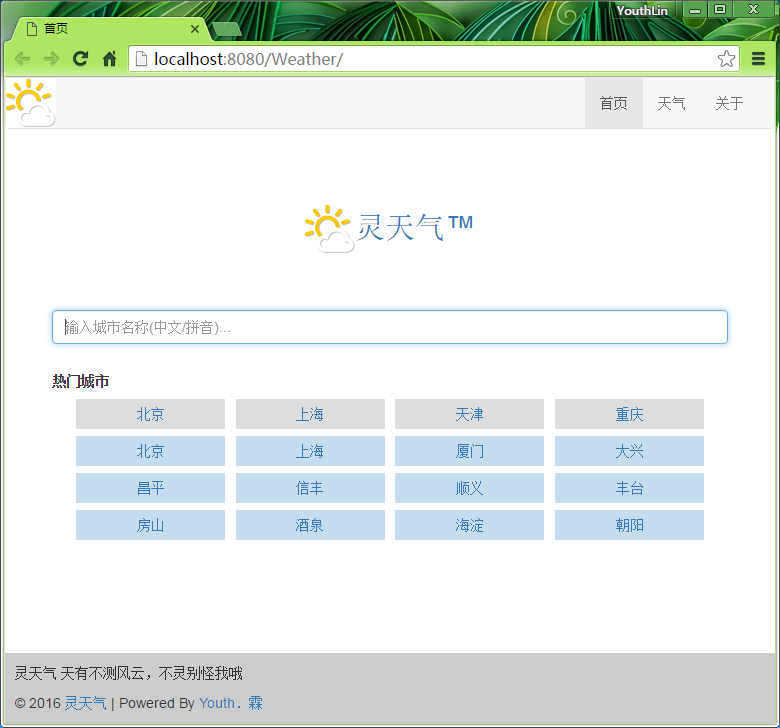 YouthLin
首页
localhost:8080/Weather/
首页 天气 关于
灵天气™
输入城市名称(中文/拼音)...
热门城市
北京 上海 天津 重庆
北京 上海 厦门 大兴
昌平 信丰 顺义 丰台
房山 酒泉 海淀 朝阳
灵天气 天有不测风云，不灵别怪我哦
© 2016 灵天气 | Powered By Youth．霖